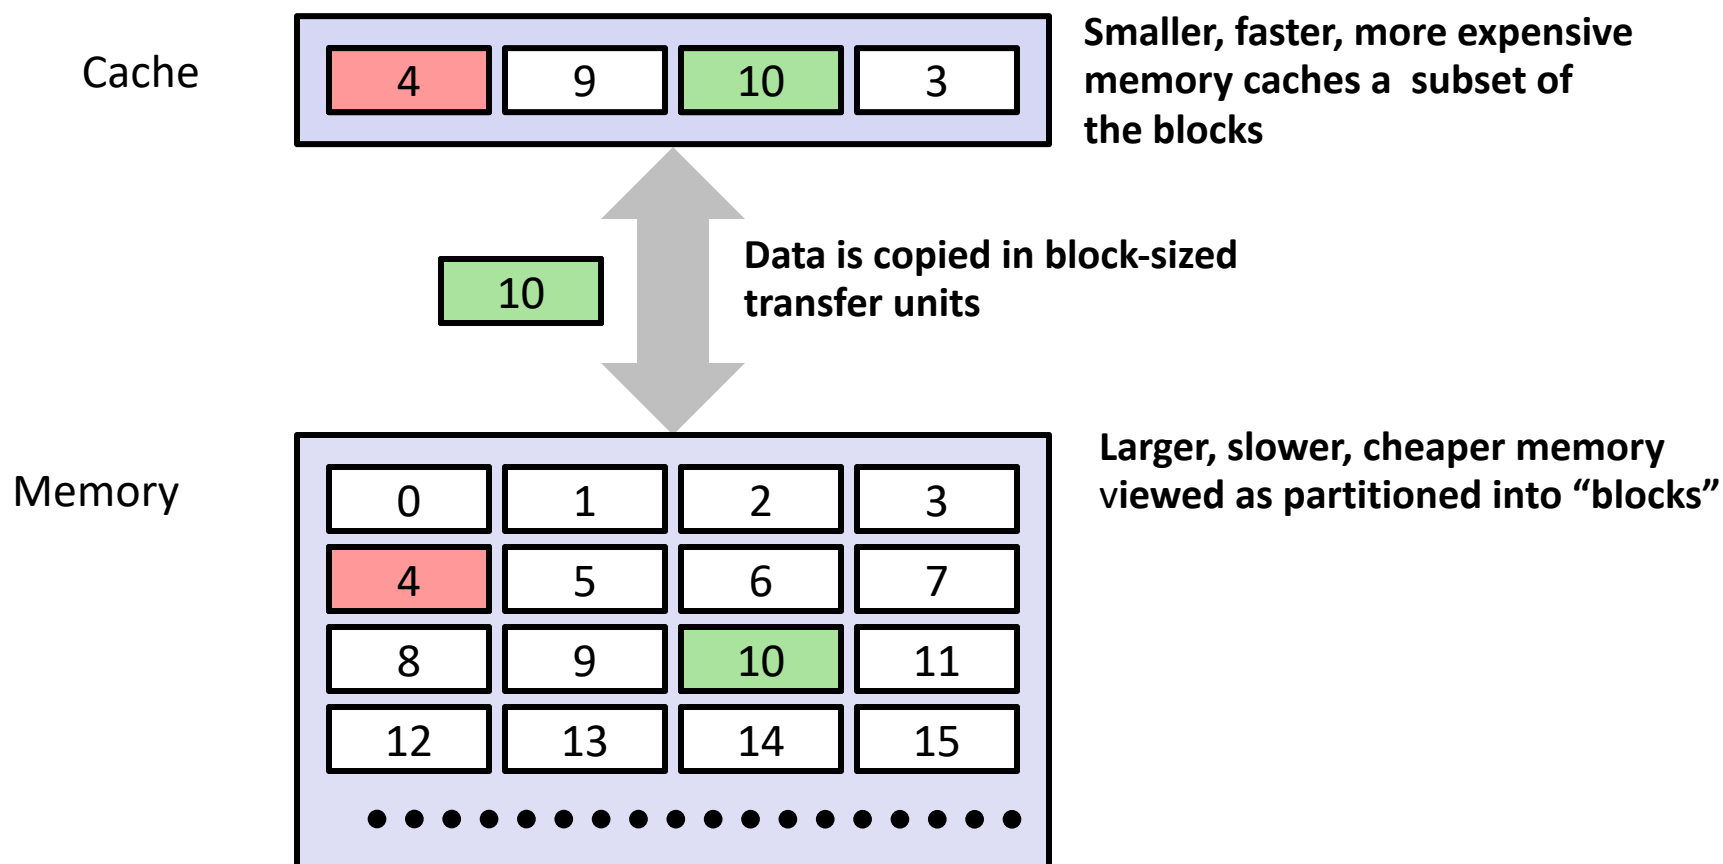 Cache
4 9 10 3
Smaller, faster, more expensive
memory caches a  subset of
the blocks
10
Data is copied in block-sized
transfer units
Memory
Larger, slower, cheaper memory
viewed as partitioned into “blocks”
0 1 2 3
4 5 6 7
8 9 10 11
12 13 14 15